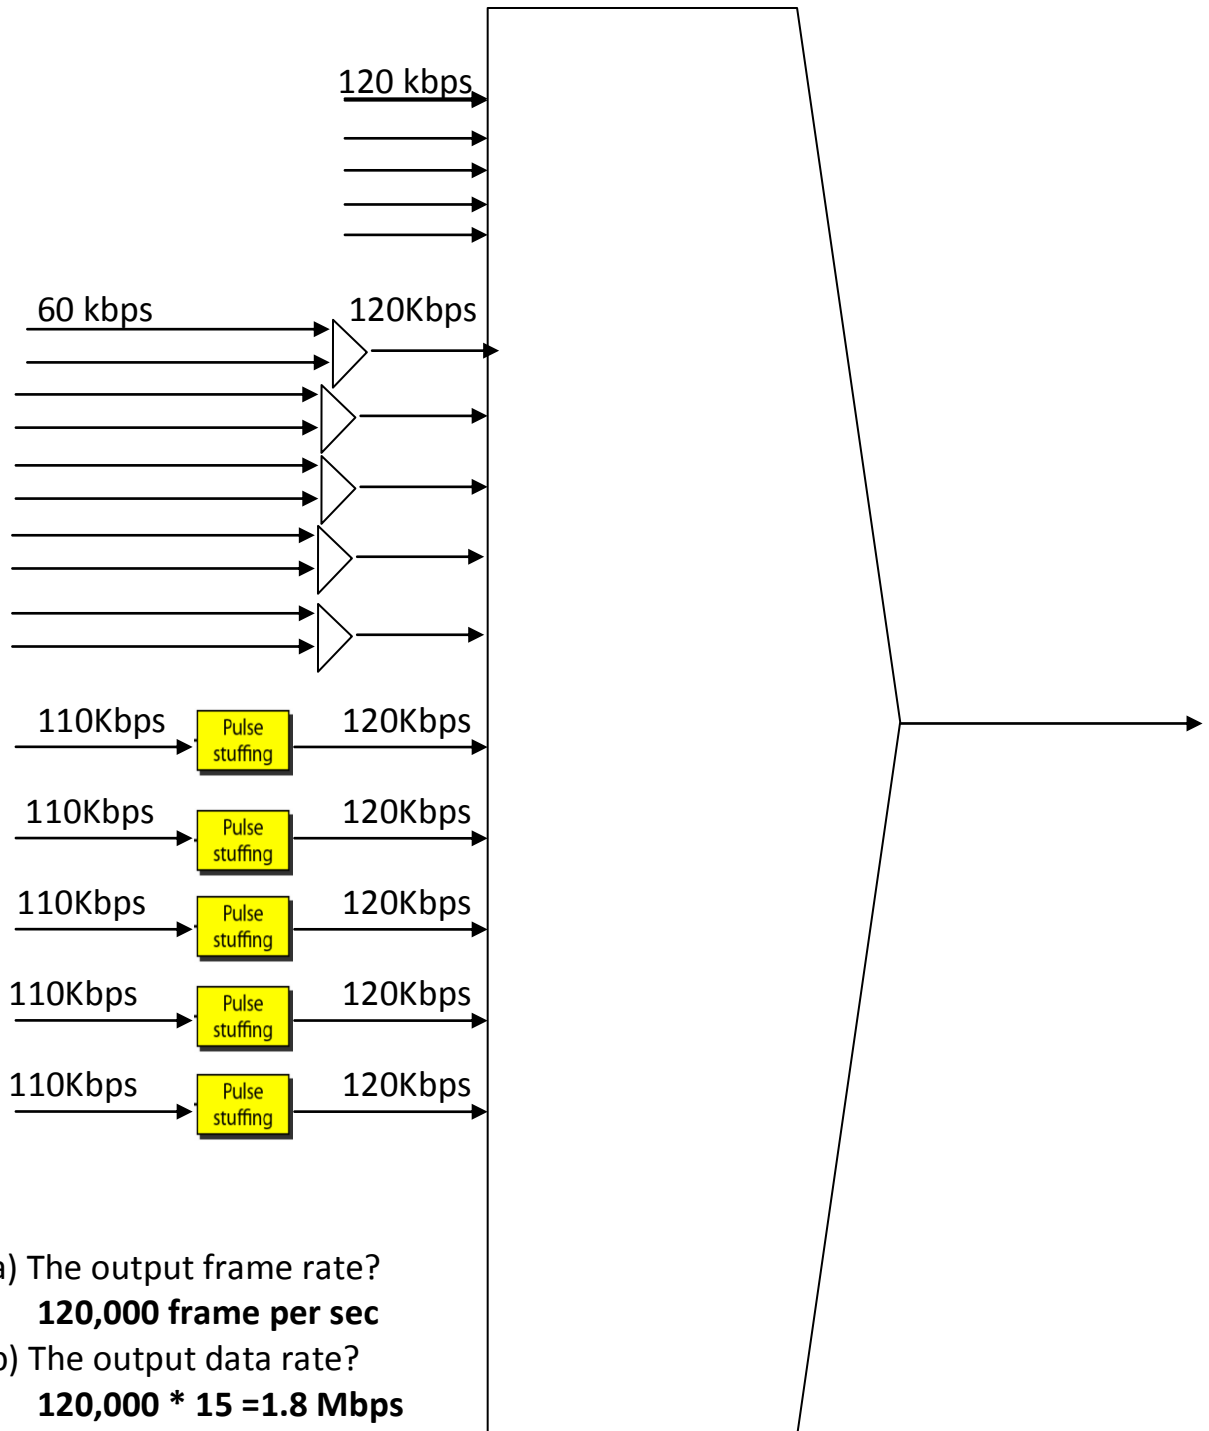 120 kbps
60 kbps 120Kbps
110Kbps Pulse stuffing 120Kbps
110Kbps Pulse stuffing 120Kbps
110Kbps Pulse stuffing 120Kbps
110Kbps Pulse stuffing 120Kbps
110Kbps Pulse stuffing 120Kbps
a) The output frame rate?
120,000 frame per sec
b) The output data rate?
120,000 * 15 =1.8 Mbps